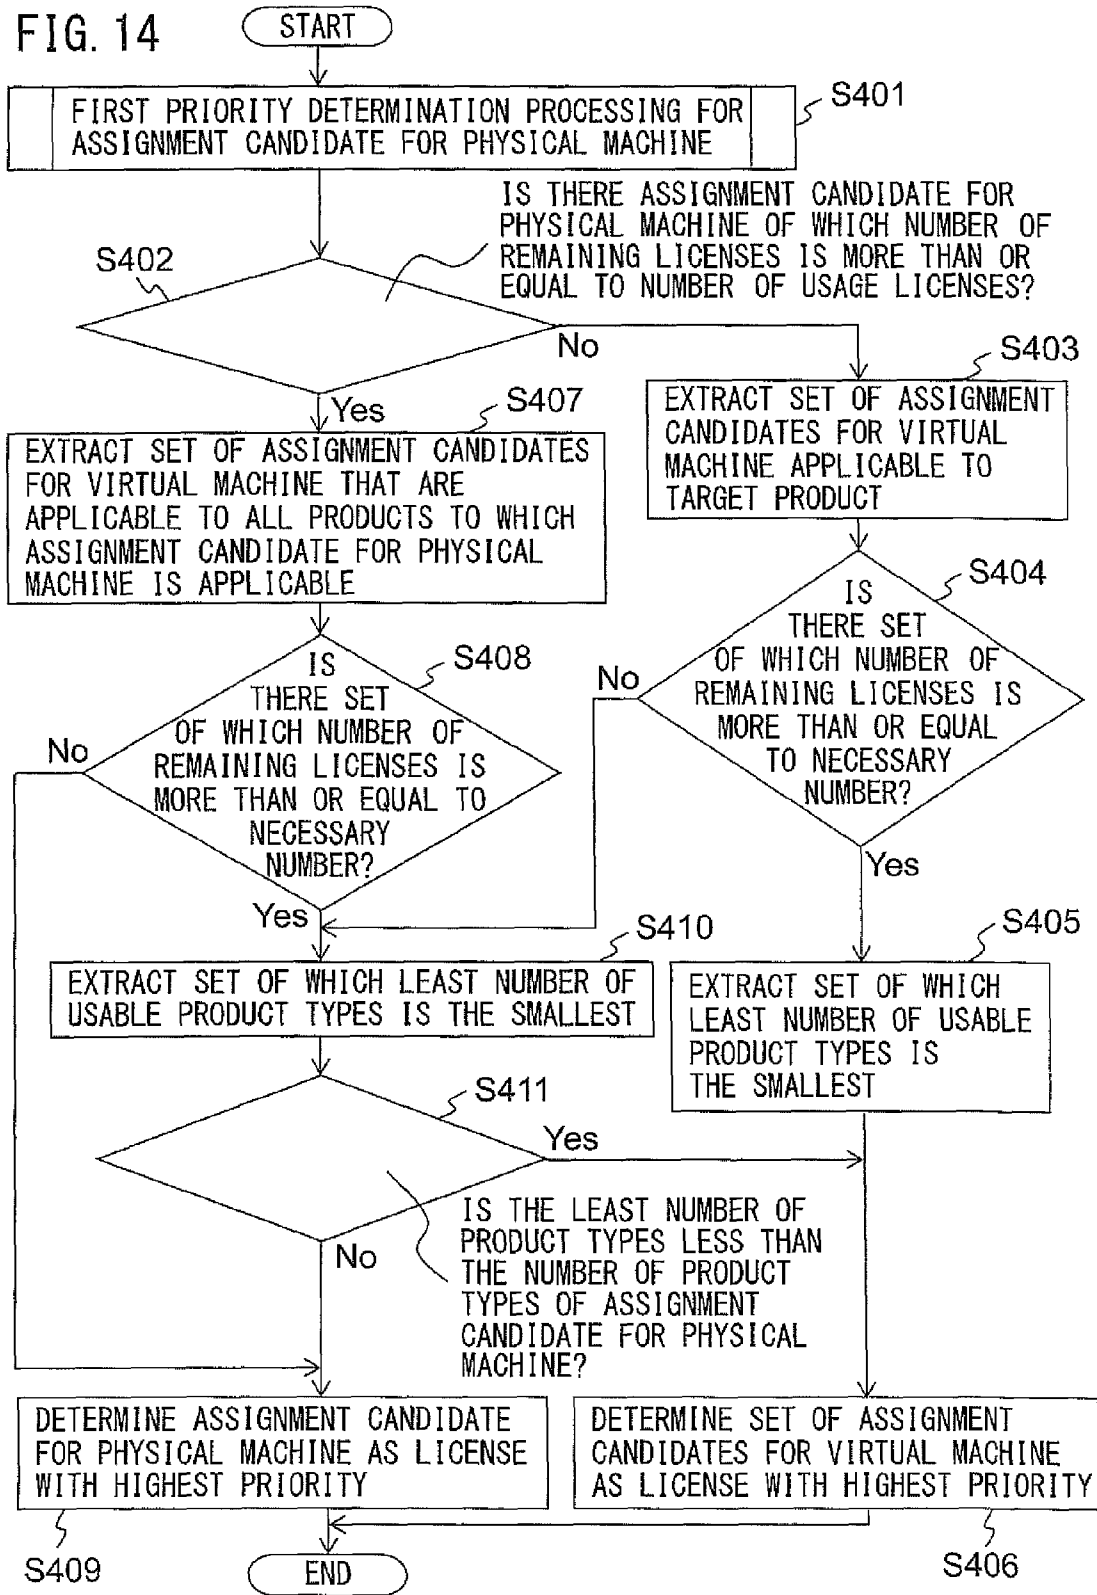 FIG. 14
START
FIRST PRIORITY DETERMINATION PROCESSING FOR
ASSIGNMENT CANDIDATE FOR PHYSICAL MACHINE
S401
IS THERE ASSIGNMENT CANDIDATE FOR
PHYSICAL MACHINE OF WHICH NUMBER OF
REMAINING LICENSES IS MORE THAN OR
EQUAL TO NUMBER OF USAGE LICENSES?
S402
No
Yes
S403
EXTRACT SET OF ASSIGNMENT
CANDIDATES FOR VIRTUAL
MACHINE APPLICABLE TO
TARGET PRODUCT
S407
EXTRACT SET OF ASSIGNMENT CANDIDATES
FOR VIRTUAL MACHINE THAT ARE
APPLICABLE TO ALL PRODUCTS TO WHICH
ASSIGNMENT CANDIDATE FOR PHYSICAL
MACHINE IS APPLICABLE
S404
IS
THERE SET
OF WHICH NUMBER OF
REMAINING LICENSES IS
MORE THAN OR EQUAL
TO NECESSARY
NUMBER?
No
Yes
S408
IS
THERE SET
OF WHICH NUMBER OF
REMAINING LICENSES IS
MORE THAN OR EQUAL TO
NECESSARY
NUMBER?
No
Yes
S410
EXTRACT SET OF WHICH LEAST NUMBER OF
USABLE PRODUCT TYPES IS THE SMALLEST
S405
EXTRACT SET OF WHICH
LEAST NUMBER OF USABLE
PRODUCT TYPES IS
THE SMALLEST
S411
Yes
No
IS THE LEAST NUMBER OF
PRODUCT TYPES LESS THAN
THE NUMBER OF PRODUCT
TYPES OF ASSIGNMENT
CANDIDATE FOR PHYSICAL
MACHINE?
DETERMINE ASSIGNMENT CANDIDATE
FOR PHYSICAL MACHINE AS LICENSE
WITH HIGHEST PRIORITY
S409
DETERMINE SET OF ASSIGNMENT
CANDIDATES FOR VIRTUAL MACHINE
AS LICENSE WITH HIGHEST PRIORITY
S406
END